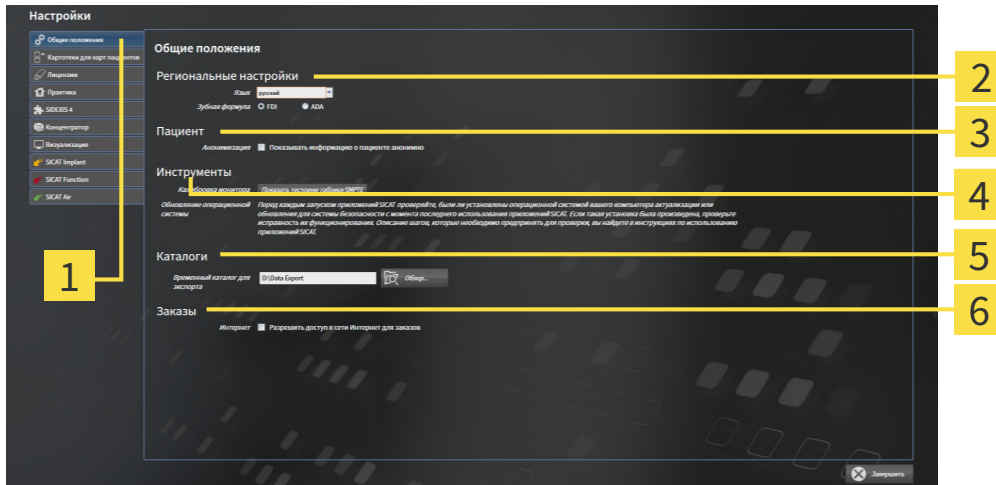 Настройки
Общие положения
Картотеки для карт пациентов
Лицензии
Практика
SIDEXIS 4
Концентратор
Визуализация
SICAT Implant
SICAT Function
SICAT Air
1
Общие положения
Региональные настройки
2
Язык русский
Зубная формула FDI ADA
Пациент
3
Анонимизация Показывать информацию о пациенте анонимно
Инструменты
4
Калибровка монитора Показать тестовую таблицу SMPTE
Обновление операционной системы
Перед каждым запуском приложений SICAT проверяйте, были ли установлены операционной системой вашего компьютера актуализации или
обновления для системы безопасности с момента последнего использования приложений SICAT. Если такая установка была произведена, проверьте
исправность их функционирования. Описание шагов, которые необходимо предпринять для проверки, вы найдете в инструкциях по использованию
приложений SICAT.
Каталоги
5
Временный каталог для экспорта
D:\Data Export
Обзор...
Заказы
6
Интернет Разрешить доступ к сети Интернет для заказов
Завершить